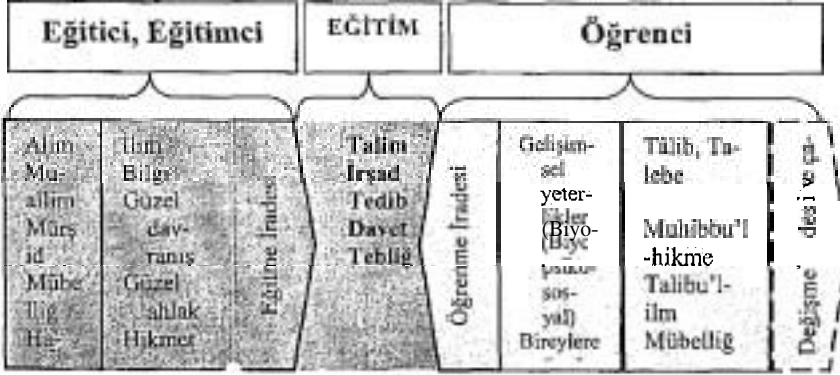 Eğitici, Eğitimci
EĞİTİM
Öğrenci
Alim
Mu-
allim
Mürş
id
Mübe
lliğ
Ha-
İlim
Bilgi
Güzel
dav-
ranış
Güzel
ahlak
Hikmet
Eğitme İradesi
Talim
İrşad
Tedib
Davet
Tebliğ
Öğrenme İradesi
Gelişim-
sel
yeter-
likler
(Biyo-
psiko-
sos-
yal)
Bireylere
Tâlib, Ta-
lebe
Muhibbu'l
-hikme
Talibu'l-
ilm
Mübelliğ
Değişme